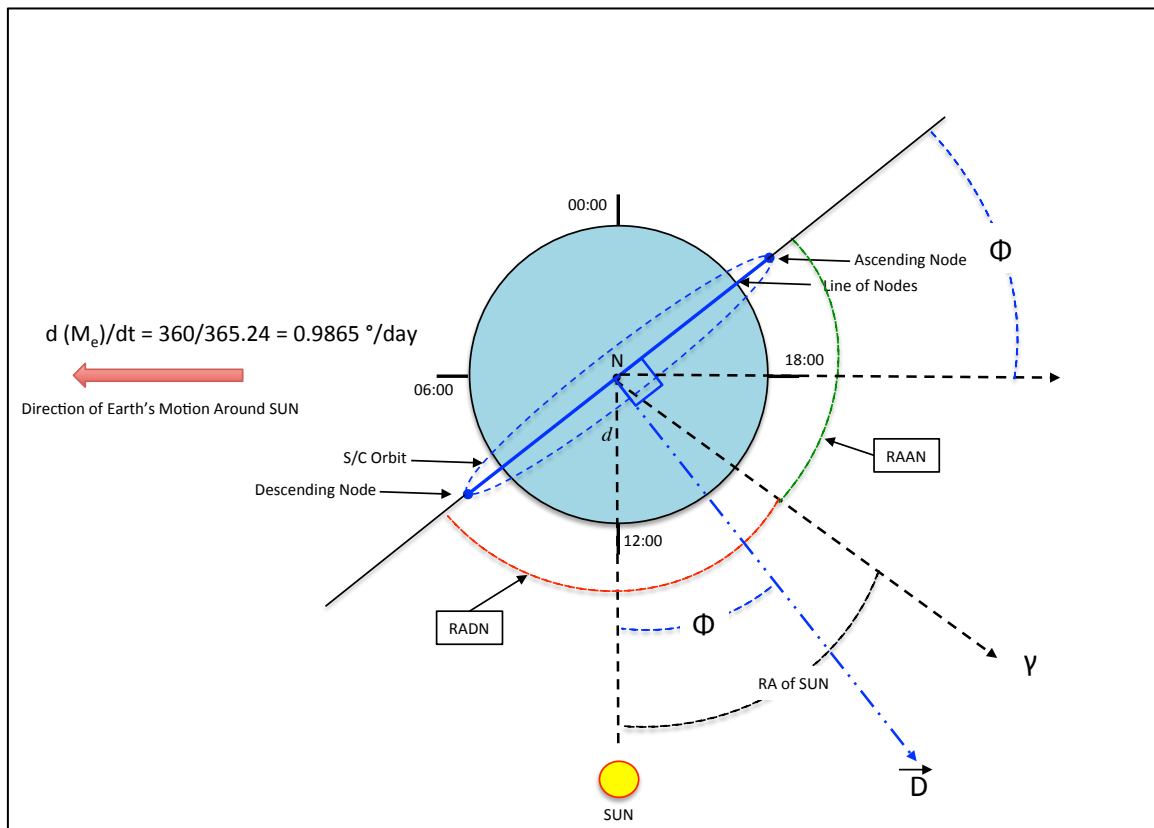 00:00
Φ
Ascending Node
Line of Nodes
d (Me)/dt = 360/365.24 = 0.9865 °/day
N
18:00
06:00
Direction of Earth's Motion Around SUN
d
S/C Orbit
RAAN
Descending Node
12:00
RADN
Φ
γ
RA of SUN
D
SUN